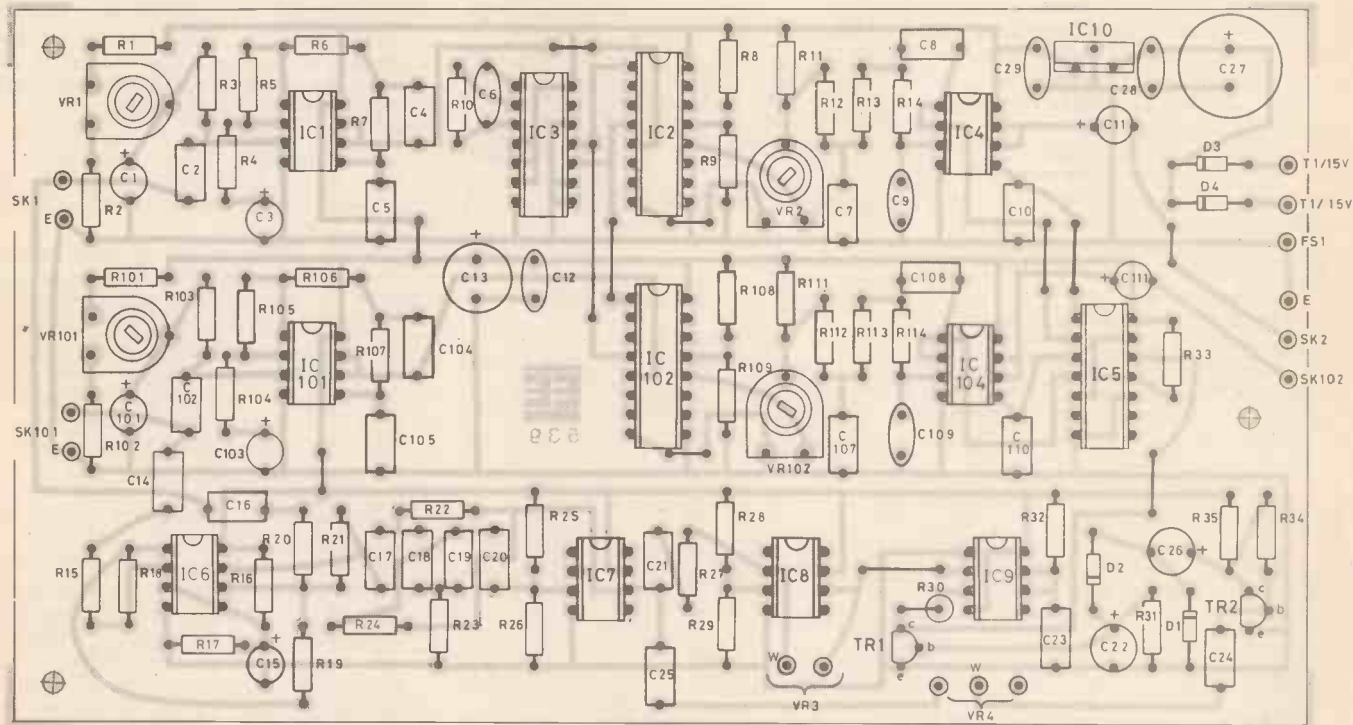 R1
R6
IC10
VR1
R3
R5
R7
C4
R10
C6
IC1
IC3
IC2
R8
R11
R12
R13
R14
C8
IC4
C29
C28
C27
+
C11
+
R2
C1
+
C2
R4
C3
+
C5
R9
VR2
C7
C9
C10
D3
D4
T1/15V
T1/15V
FS1
E
SK2
SK102
SK1
E
R101
R106
R103
R105
VR101
R107
C104
C13
+
C12
IC
101
IC
102
R108
R111
R112
R113
R114
C108
IC
104
C111
+
IC5
R33
SK101
E
R102
C
101
+
C
102
R104
C103
+
C105
539
R109
VR102
C
107
C109
C
110
C14
C16
R15
R18
IC6
R16
R20
R21
R22
C17
C18
C19
C20
R25
IC7
C21
R27
R28
IC8
IC9
R32
D2
C26
+
R35
R34
R17
C15
+
R19
R24
R23
R26
C25
R29
W
VR3
R30
TR1
c
b
e
W
VR4
C23
C22
+
R31
D1
C24
TR2
c
b
e